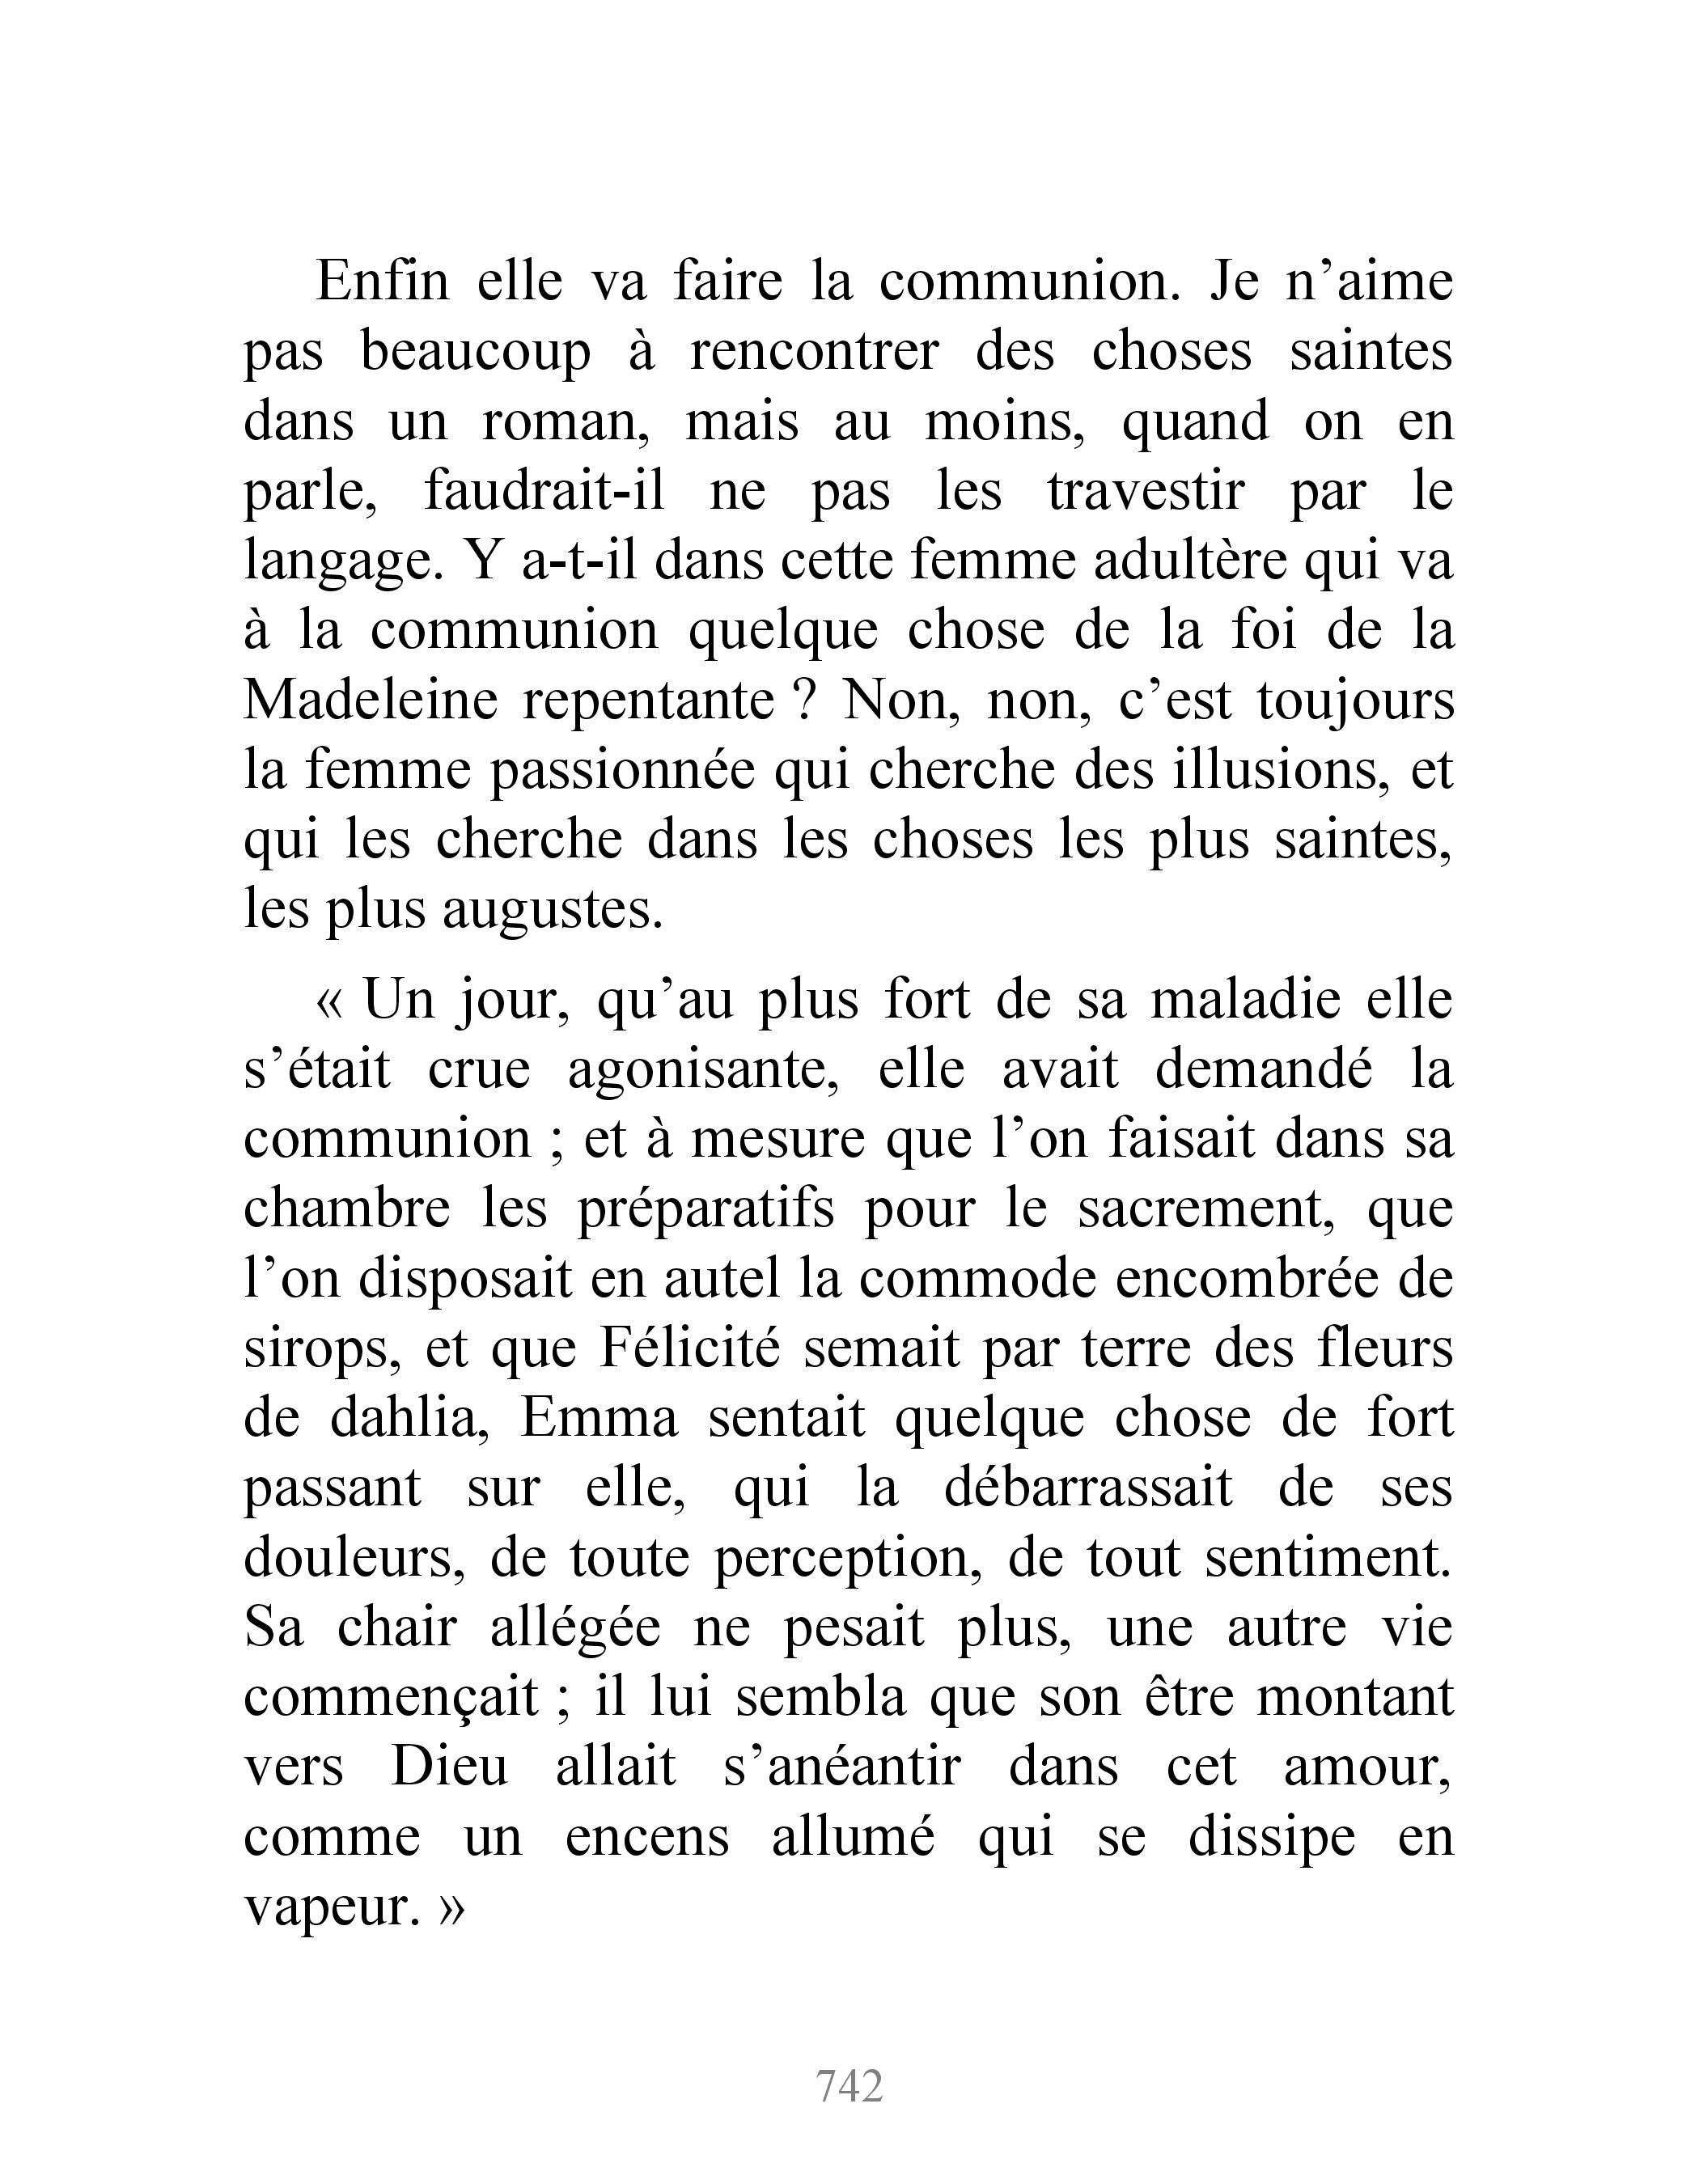 Enfin elle va faire la communion. Je n’aime
pas beaucoup à rencontrer des choses saintes
dans un roman, mais au moins, quand on en
parle, faudrait-il ne pas les travestir par le
langage. Y a-t-il dans cette femme adultère qui va
à la communion quelque chose de la foi de la
Madeleine repentante ? Non, non, c’est toujours
la femme passionnée qui cherche des illusions, et
qui les cherche dans les choses les plus saintes,
les plus augustes.
« Un jour, qu’au plus fort de sa maladie elle
s’était crue agonisante, elle avait demandé la
communion ; et à mesure que l’on faisait dans sa
chambre les préparatifs pour le sacrement, que
l’on disposait en autel la commode encombrée de
sirops, et que Félicité semait par terre des fleurs
de dahlia, Emma sentait quelque chose de fort
passant sur elle, qui la débarrassait de ses
douleurs, de toute perception, de tout sentiment.
Sa chair allégée ne pesait plus, une autre vie
commençait ; il lui sembla que son être montant
vers Dieu allait s’anéantir dans cet amour,
comme un encens allumé qui se dissipe en
vapeur. »
742